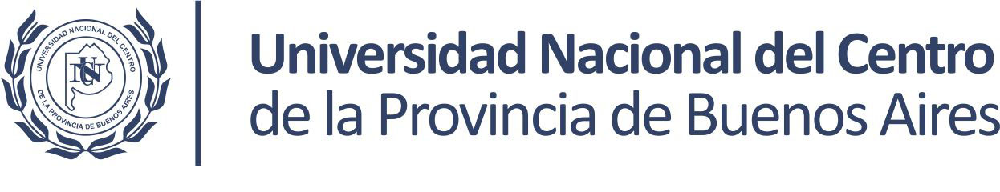 UNIVERSIDAD NACIONAL DEL CENTRO
DE LA PROVINCIA DE BUENOS AIRES
UNC
Universidad Nacional del Centro
de la Provincia de Buenos Aires